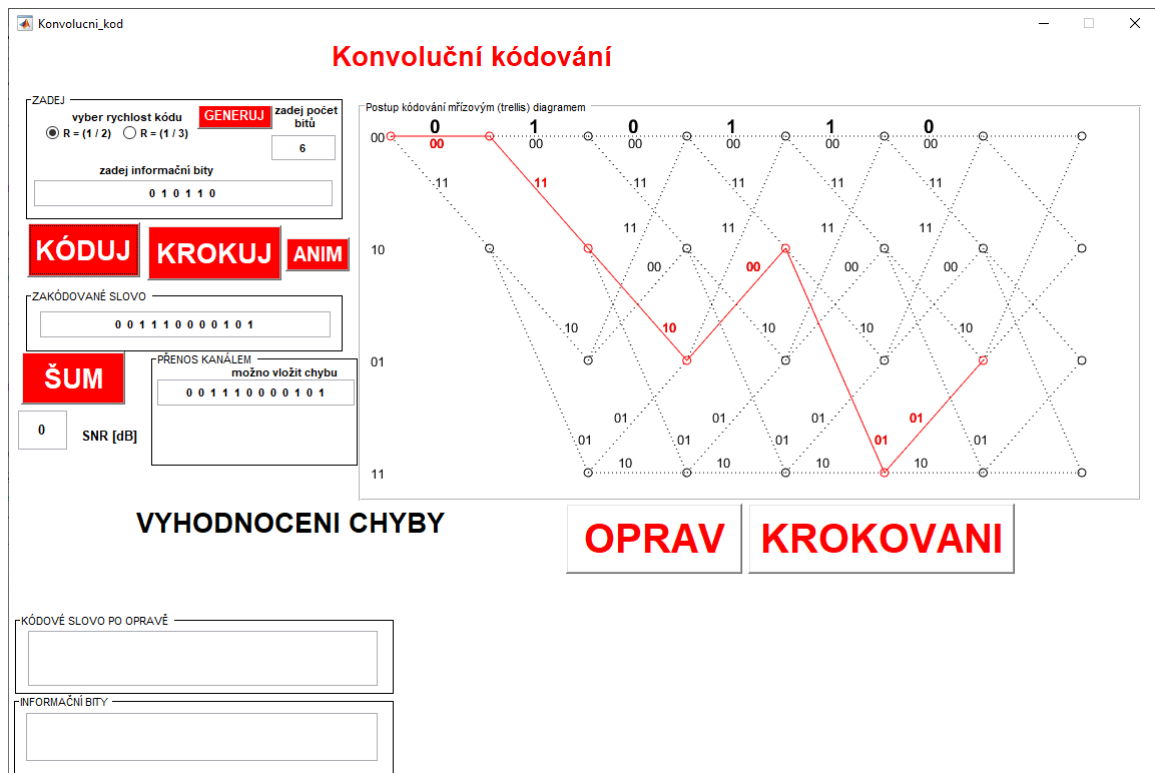 Konvolucni_kod
Konvoluční kódování
ZADEJ
vyber rychlost kódu
GENERUJ
zadej počet
bitů
R = (1 / 2) R = (1 / 3)
6
zadej informační bity
0 1 0 1 1 0
KÓDUJ
KROKUJ
ANIM
ZAKÓDOVANÉ SLOVO
0 0 1 1 1 0 0 0 0 1 0 1
ŠUM
PŘENOS KANÁLEM
možno vložit chybu
0 0 1 1 1 0 0 0 0 1 0 1
0
SNR [dB]
Postup kódování mřízovým (trellis) diagramem
0 1 0 1 1 0
00
00 00 00 00 00 00
11 11 11 11 11 11
11 11 11 11
10
00 00 00 00
10 10 10 10 10
01
01 01 01 01
01 01 01 01 01
10 10 10 10
11
VYHODNOCENI CHYBY
OPRAV
KROKOVANI
KÓDOVÉ SLOVO PO OPRAVĚ
INFORMAČNÍ BITY